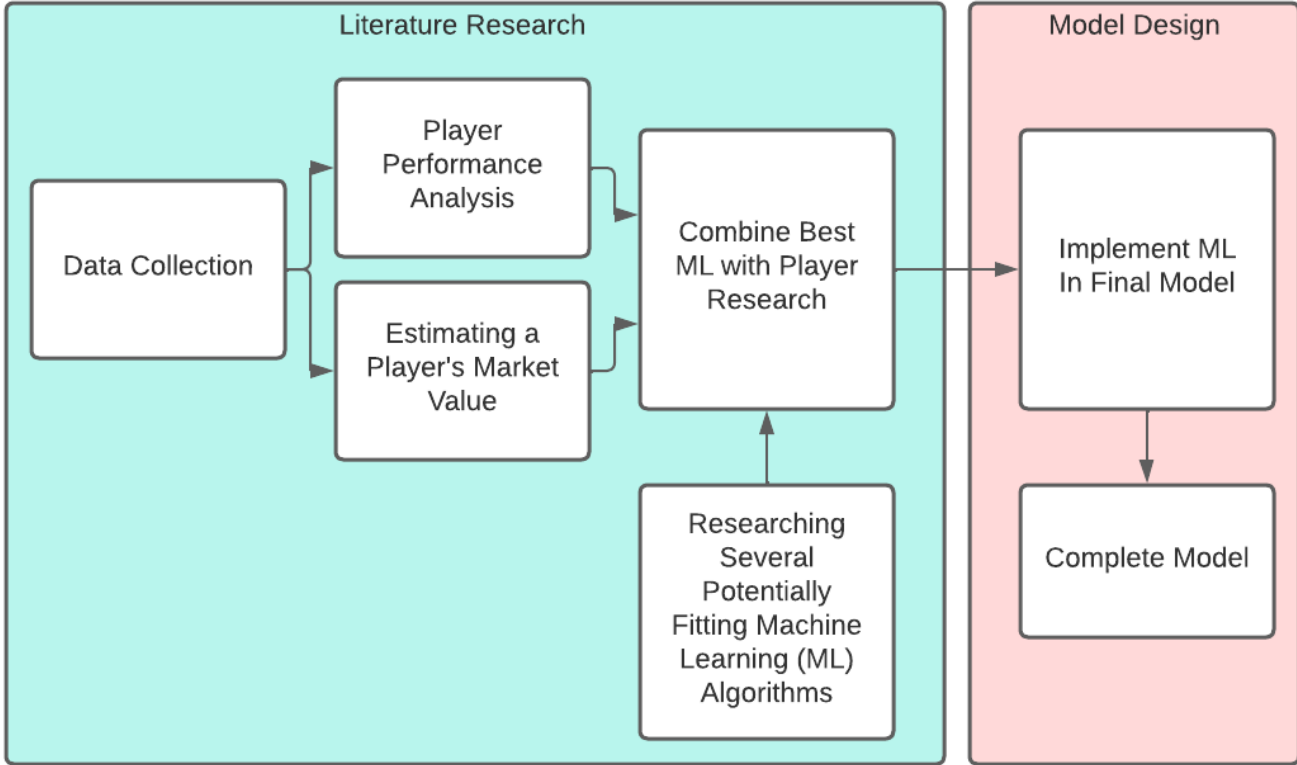 Literature Research
Model Design
Data Collection
Player
Performance
Analysis
Estimating a
Player's Market
Value
Combine Best
ML with Player
Research
Researching
Several
Potentially
Fitting Machine
Learning (ML)
Algorithms
Implement ML
In Final Model
Complete Model